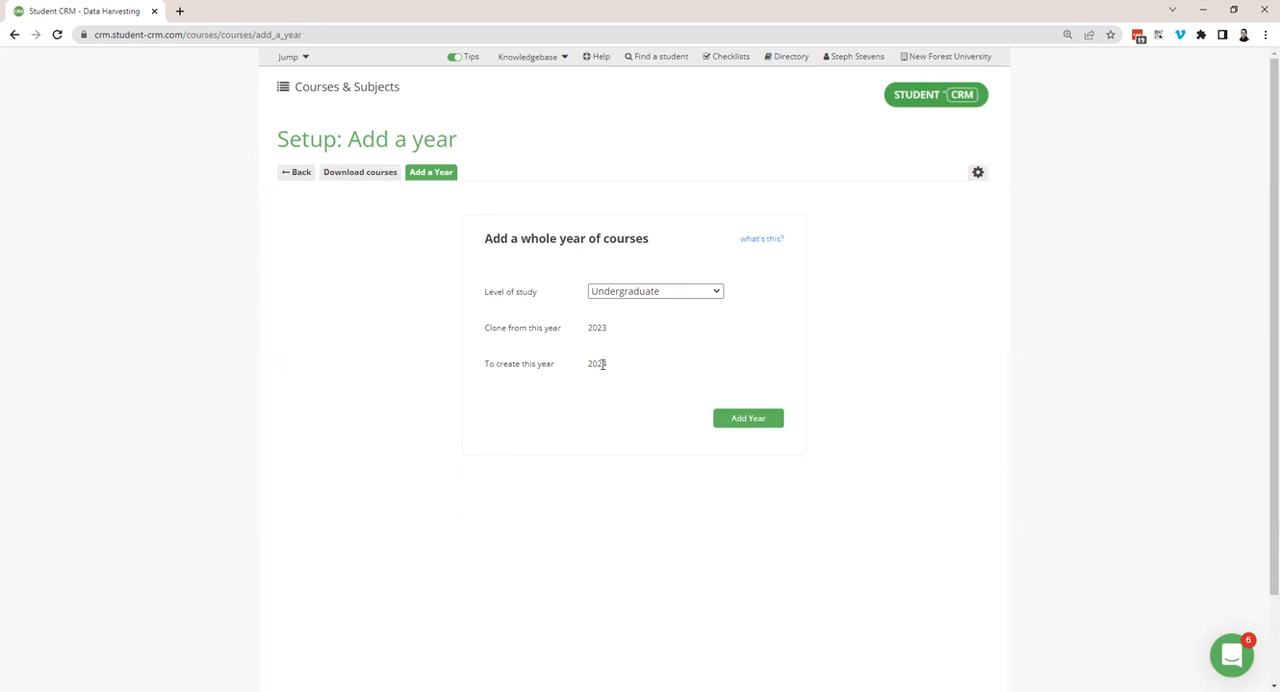 Student CRM - Data Harvesting
crm.student-crm.com/courses/courses/add_a_year
19
Jump
Tips
Knowledgebase
Help
Find a student
Checklists
Directory
Steph Stevens
New Forest University
Courses & Subjects
STUDENT CRM
Setup: Add a year
← Back
Download courses
Add a Year
Add a whole year of courses
what's this?
Level of study
Undergraduate
Clone from this year
2023
To create this year
2024
Add Year
6